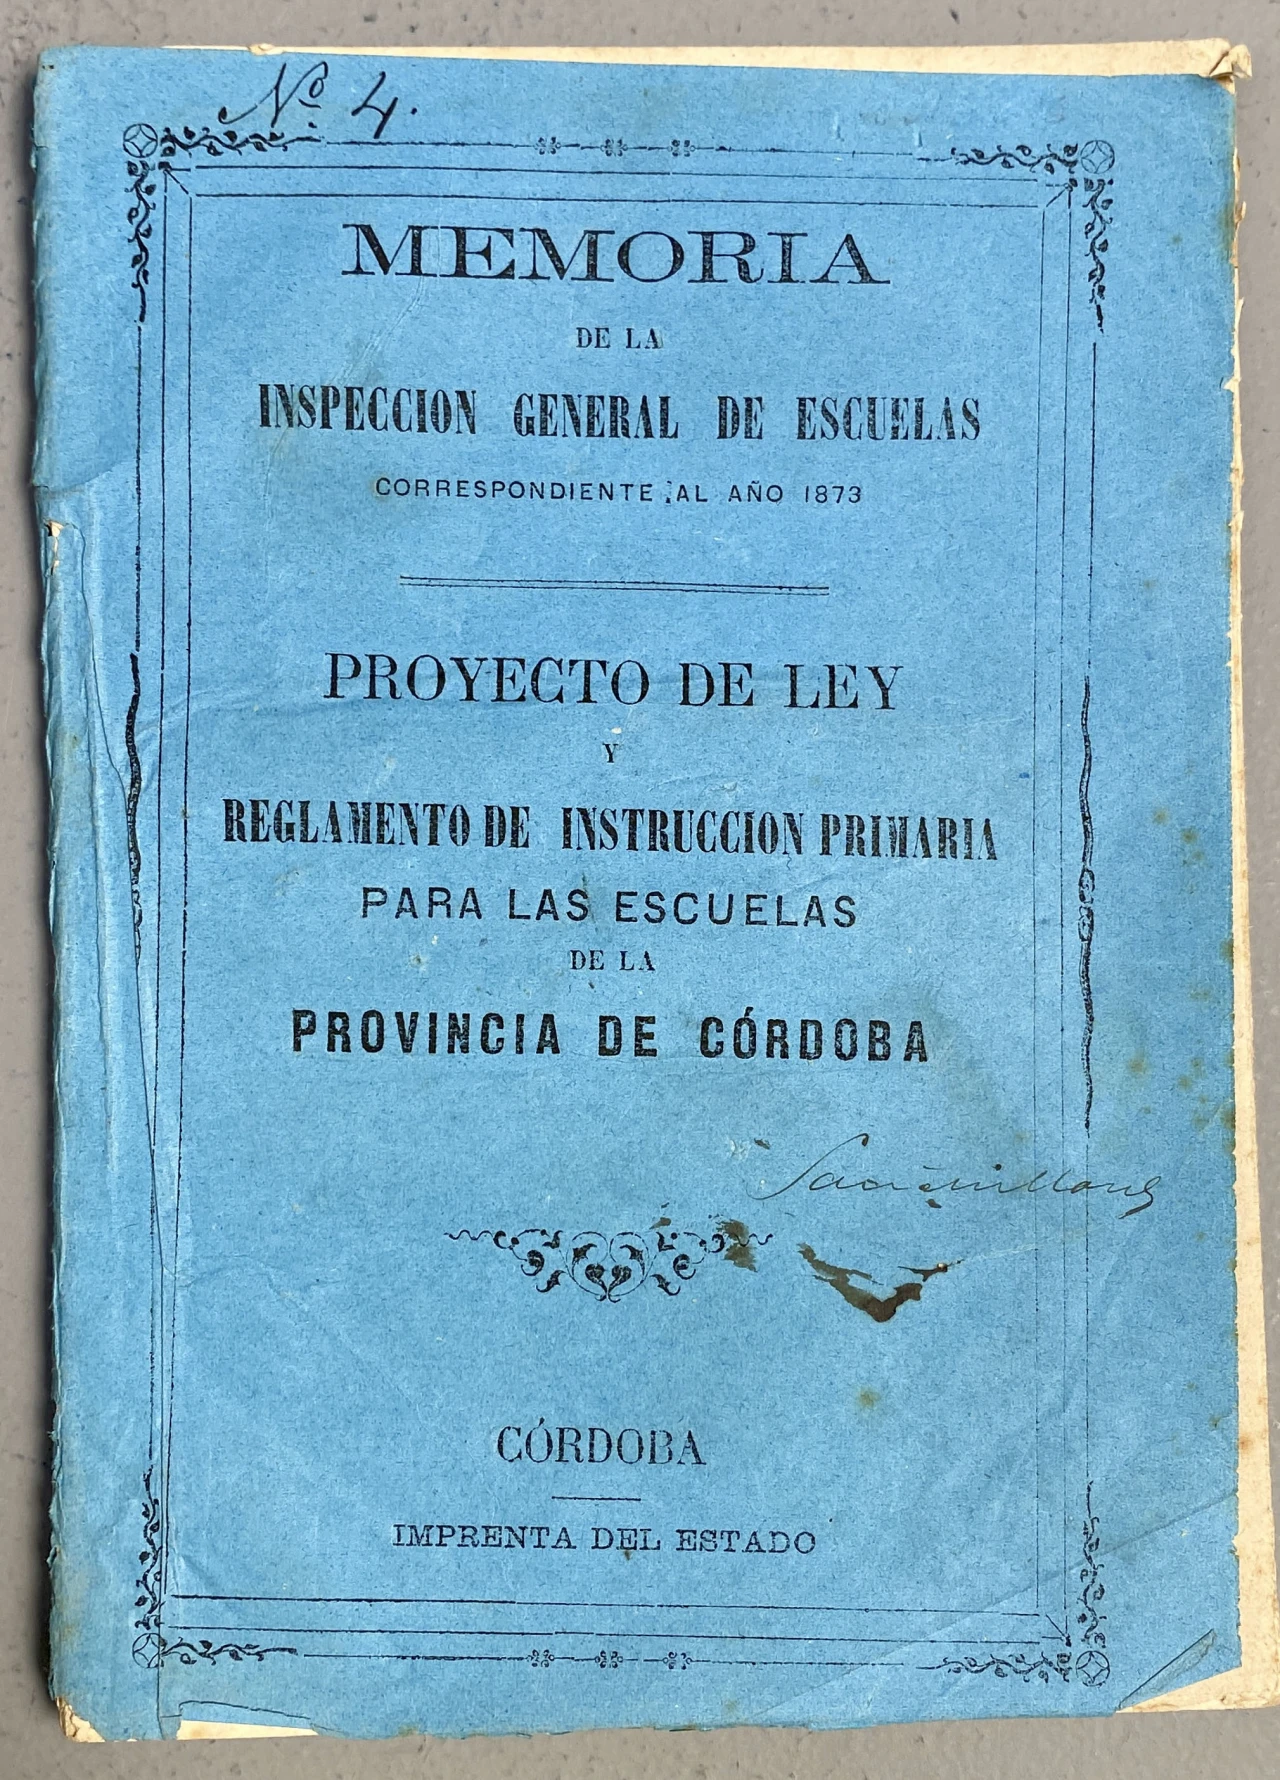 Nº 4.
MEMORIA
DE LA
INSPECCION GENERAL DE ESCUELAS
CORRESPONDIENTE AL AÑO 1873
PROYECTO DE LEY
Y
REGLAMENTO DE INSTRUCCION PRIMARIA
PARA LAS ESCUELAS
DE LA
PROVINCIA DE CÓRDOBA
CÓRDOBA
IMPRENTA DEL ESTADO